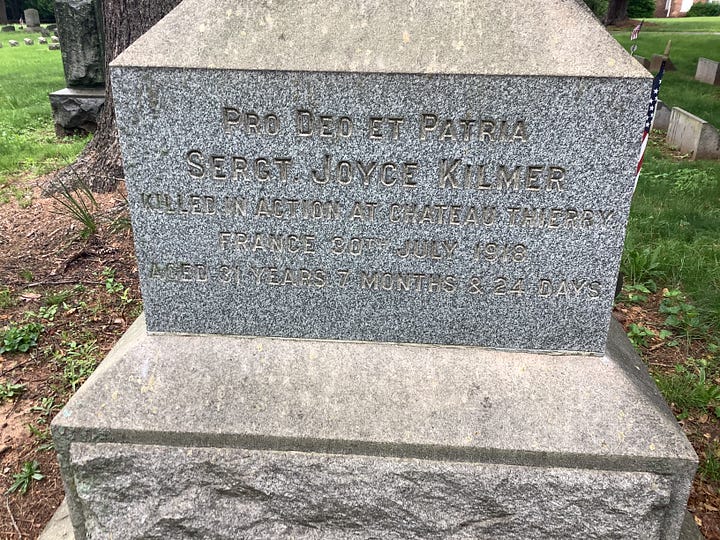 PRO DEO ET PATRIA
SERGT. JOYCE KILMER
KILLED IN ACTION AT CHATEAU THIERRY
FRANCE 30TH JULY 1918
AGED 31 YEARS 7 MONTHS & 24 DAYS